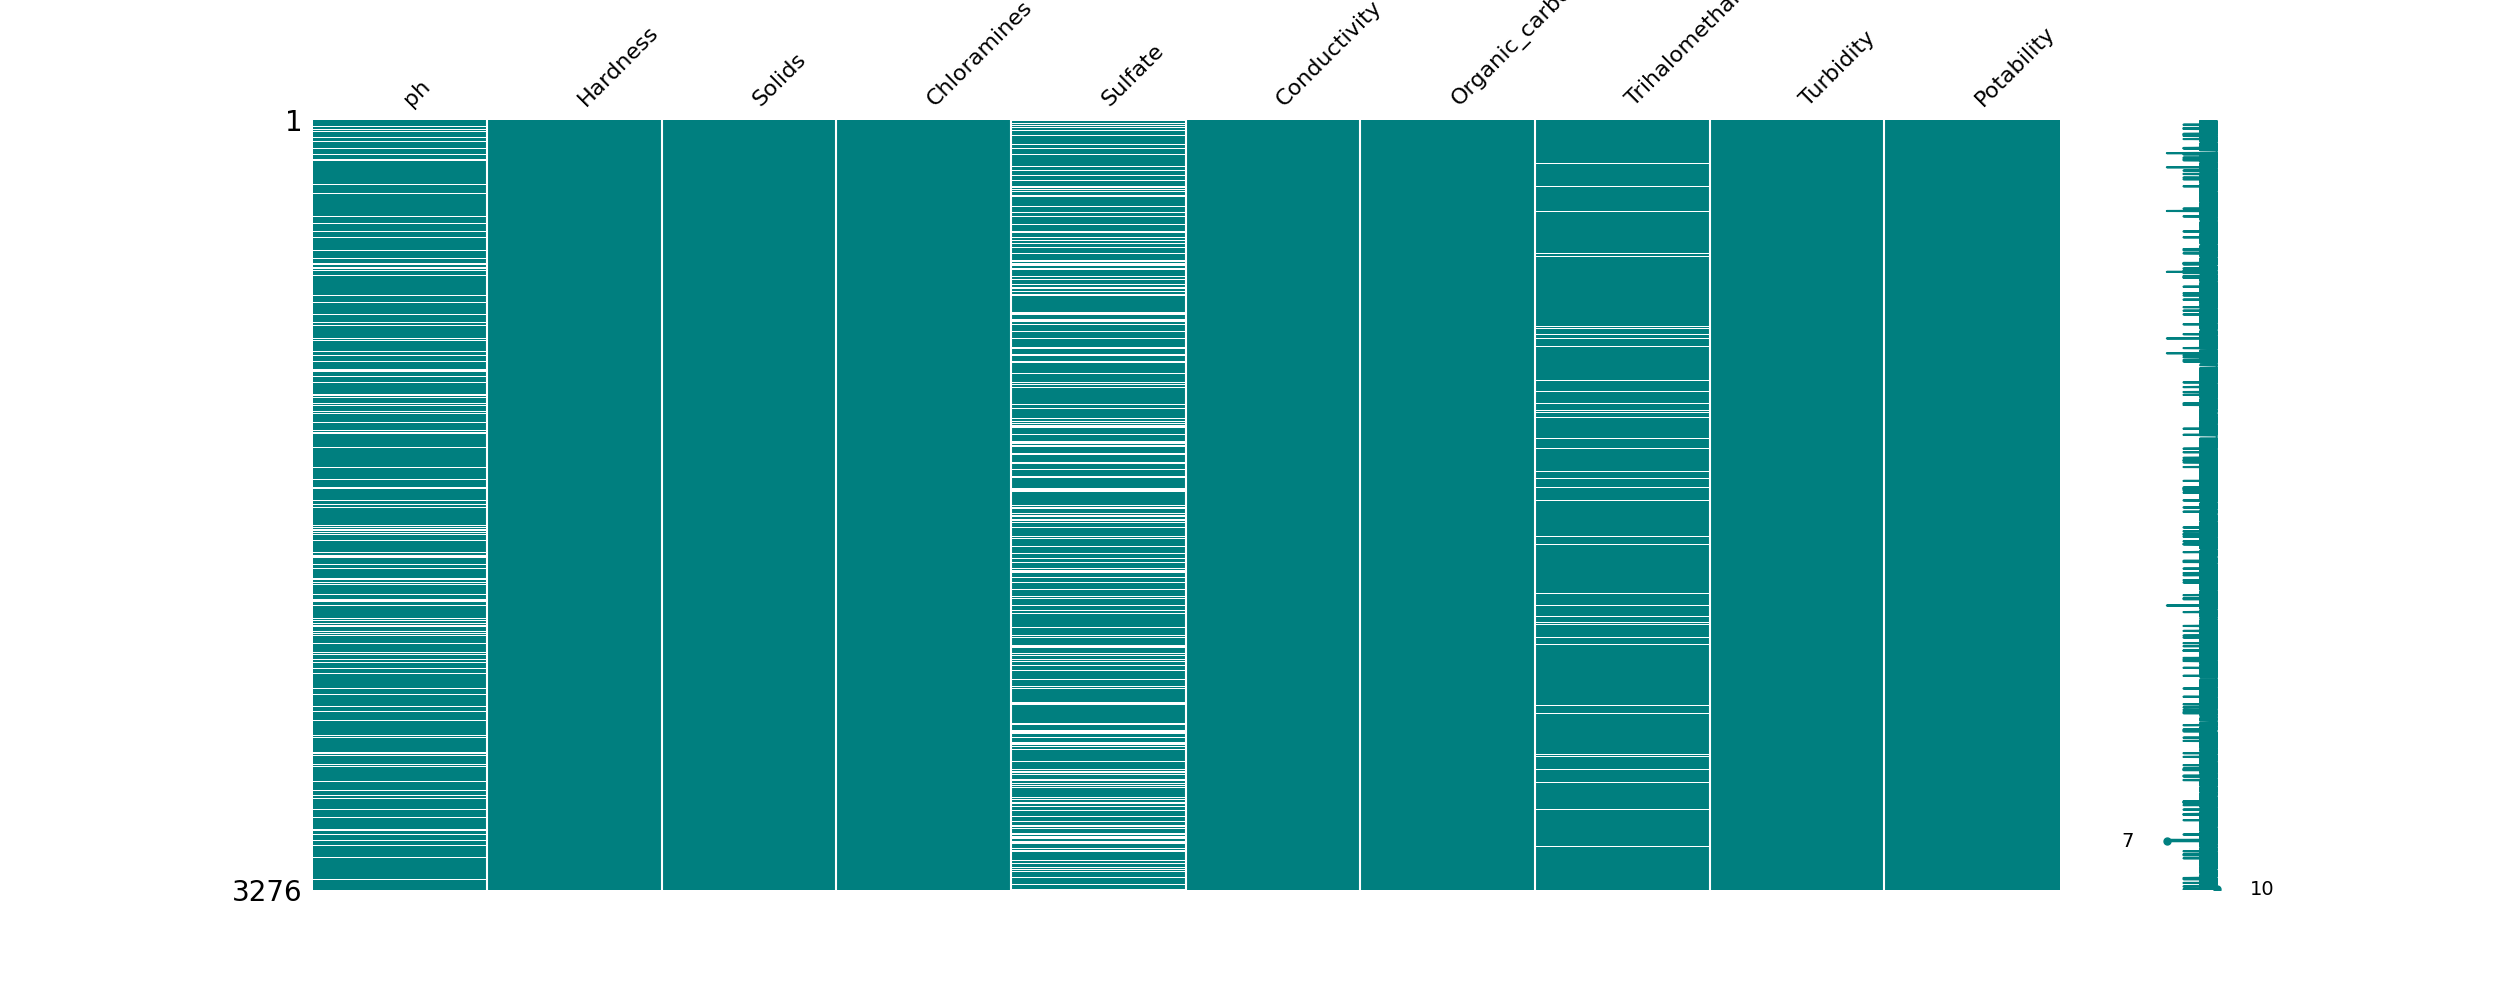 ph
Hardness
Solids
Chloramines
Sulfate
Conductivity
Turbidity
Potability
1
3276
7
10